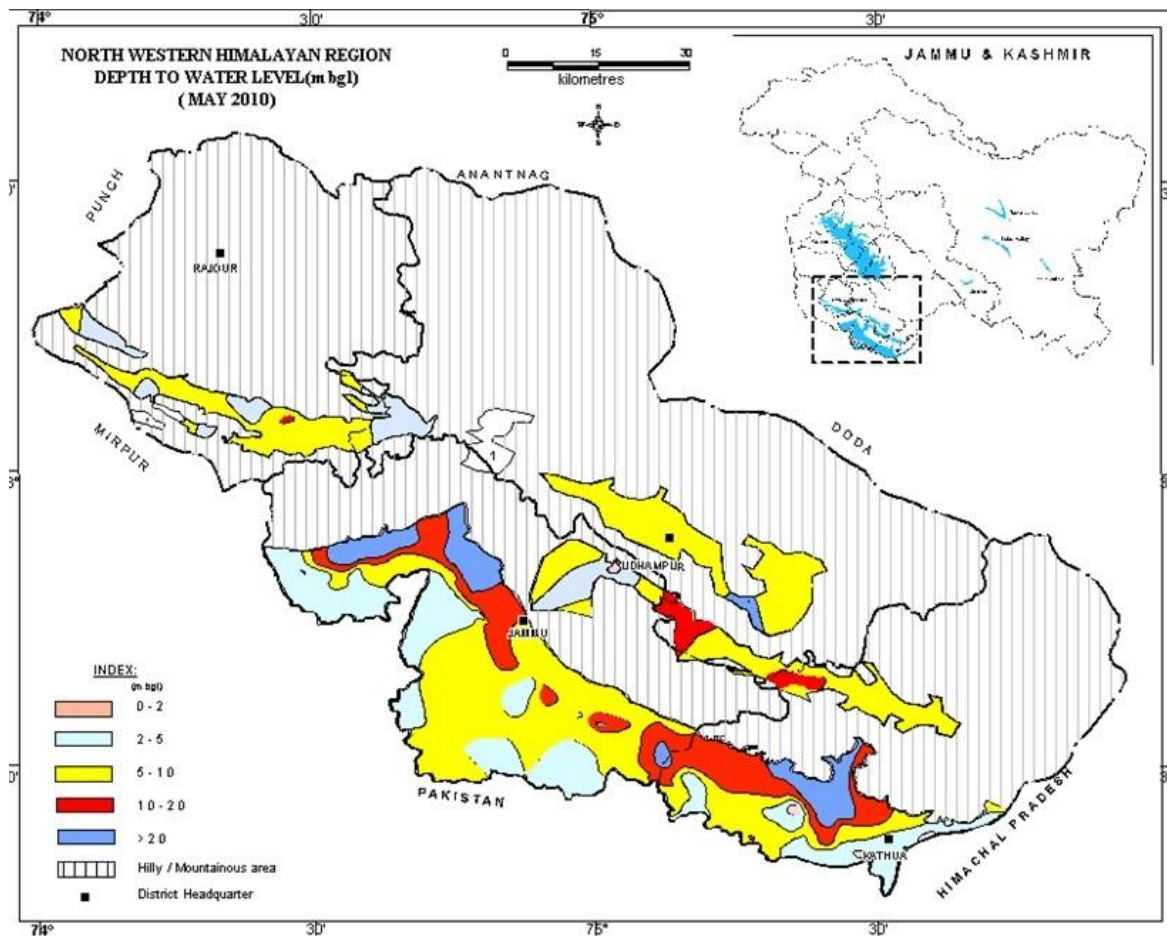 74°
30'
75°
30'
NORTH WESTERN HIMALAYAN REGION
DEPTH TO WATER LEVEL(m bgl)
( MAY 2010)
0 15 30
kilometres
JAMMU & KASHMIR
N
S
PUNCH
ANANTNAG
RAJOUR
MIRPUR
DODA
1
UDHAMPUR
JAMMU
PAKISTAN
KATHUA
HIMACHAL PRADESH
INDEX:
(m bgl)
0 - 2
2 - 5
5 - 10
10 - 20
> 20
Hilly / Mountainous area
District Headquarter
74°
30'
75°
30'